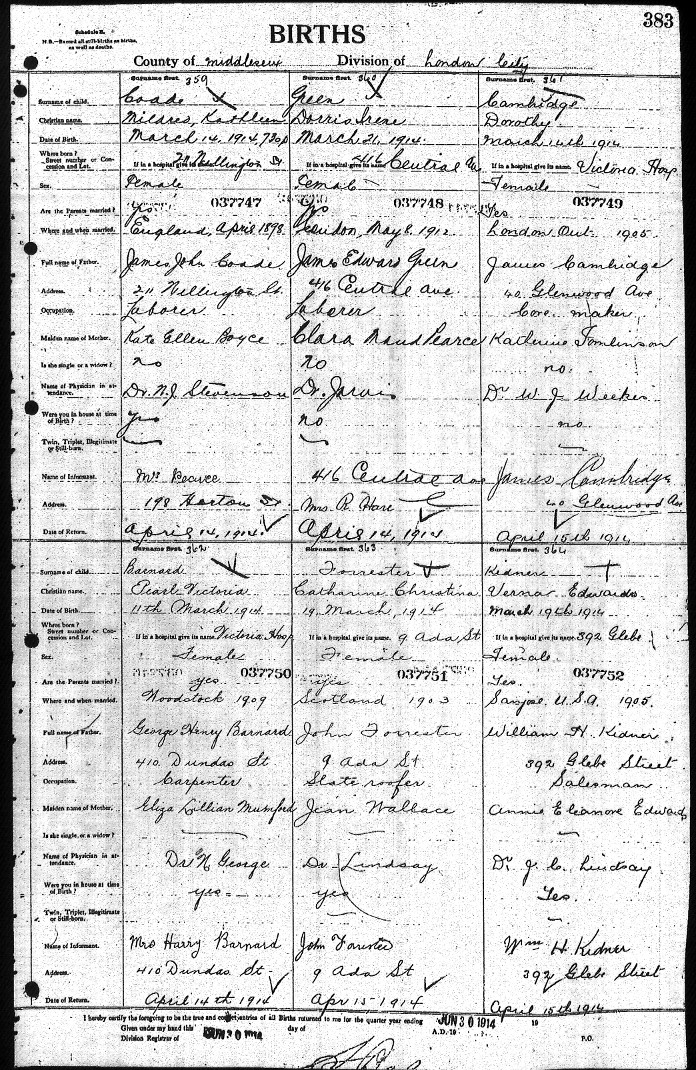 383
Schedule B.
N.B.—Record all still-births as births, as well as deaths.
BIRTHS
County of Middlesex Division of London City
Surname first. 359 Surname first. 360 Surname first. 361
Surname of child. Coade Green Cambridge
Christian name. Mildred, Kathleen Dorris Irene Dorothy
Date of Birth. March 14, 1914, 730p March 21, 1914. March 14th 1914
Where born? Street number or Concession and Lot. If in a hospital give its name. 211 Wellington St If in a hospital give its name. 416 Central Av If in a hospital give its name. Victoria Hosp
Sex. Female Female Female
037747 037748 037749
Are the Parents married? yes Yes
Where and when married. England, April 1898 London, May 8, 1912 London Ont. 1905
Full name of Father. James John Coade James Edward Green James Cambridge
Address. 211 Wellington St. 416 Central ave 40 Glenwood Ave
Occupation. Laborer Laborer Core maker
Maiden name of Mother. Kate Ellen Boyce Clara Maud Pearce Katherine Tomlinson
Is she single or a widow? no no no.
Name of Physician in attendance. Dr. N.J. Stevenson Dr. Jarvis Dr W J Weekes
Were you in house at time of Birth? yes no no
Twin, Triplet, Illegitimate or Still-born.
Name of Informant. Mrs Pearce 416 Central ave James Cambridge
Address. 198 Horton St Mrs. R. Hare 40 Glenwood Av
Date of Return. April 14, 1914. April 14, 1914 April 15th 1914
Surname first. 362 Surname first. 363 Surname first. 364
Surname of child. Barnard Forrester Kidner
Christian name. Pearl Victoria Catharine Christina Verna Edwards
Date of Birth. 11th March 1914 19 March, 1914 March 19th 1914
Where born? Street number or Concession and Lot. If in a hospital give its name. Victoria Hosp If in a hospital give its name. 9 Ada St If in a hospital give its name. 392 Glebe
Sex. Female Female Female
037750 037751 037752
Are the Parents married? yes yes Yes.
Where and when married. Woodstock 1909 Scotland 1903 Sanjose U.S.A. 1905.
Full name of Father. George Henry Barnard John Forrester William H. Kidner
Address. 410 Dundas St 9 Ada St. 392 Glebe Street
Occupation. Carpenter Slate roofer Salesman
Maiden name of Mother. Eliza Lillian Mumford Jean Wallace Annie Eleanore Edwards
Is she single, or a widow?
Name of Physician in attendance. Dr N George Dr Lindsay Dr. J. C. Lindsay
Were you in house at time of Birth? yes yes Yes.
Twin, Triplet, Illegitimate or Still-born.
Name of Informant. Mrs Harry Barnard John Forrester Wm H Kidner
Address. 410 Dundas St. 9 Ada St 392 Glebe Street
Date of Return. April 14th 1914 Apr 15 1914 April 15th 1914
I hereby certify the foregoing to be the true and correct entries of all Births returned to me for the quarter year ending JUN 30 1914 19
Given under my hand this JUN 30 1914 day of A.D. 19
Division Registrar of P.O.